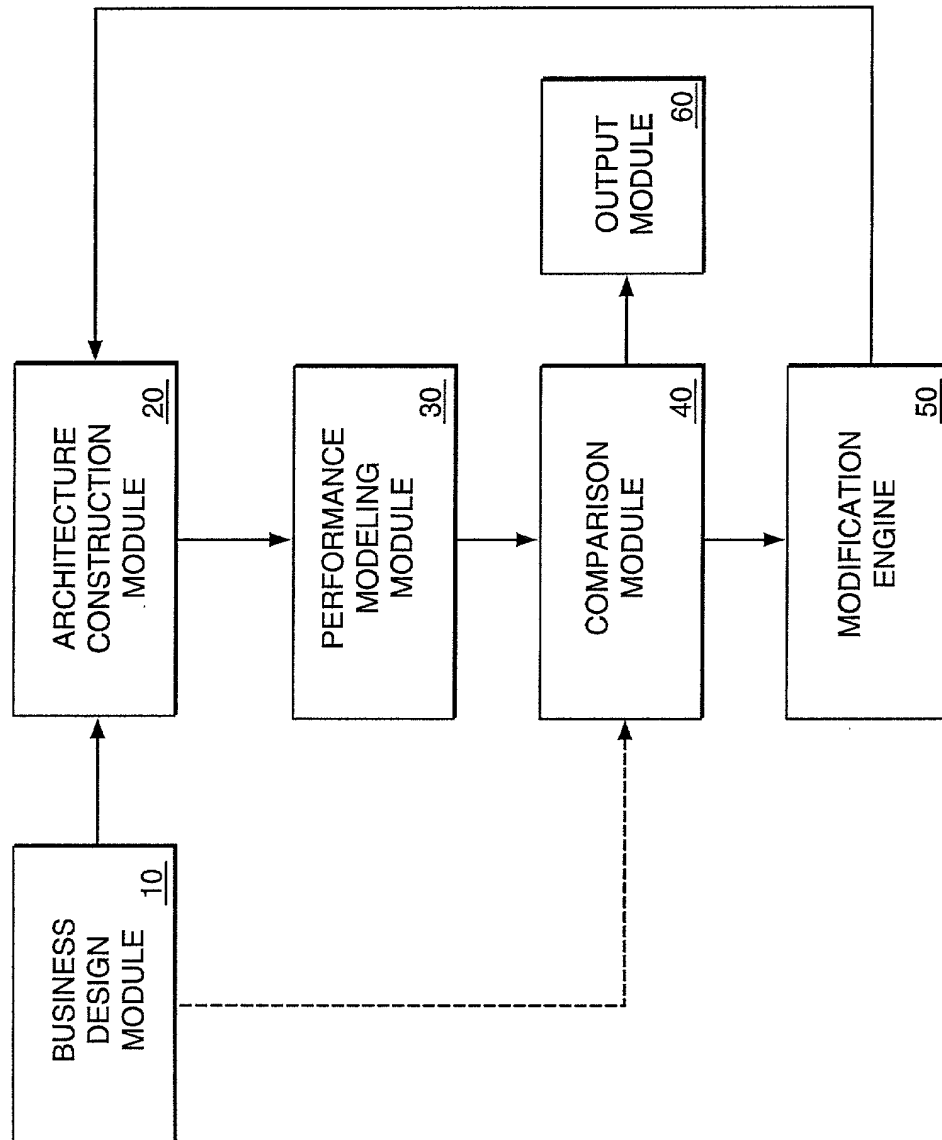 BUSINESS
DESIGN
MODULE
10
ARCHITECTURE
CONSTRUCTION
MODULE
20
PERFORMANCE
MODELING
MODULE
30
COMPARISON
MODULE
40
MODIFICATION
ENGINE
50
OUTPUT
MODULE
60